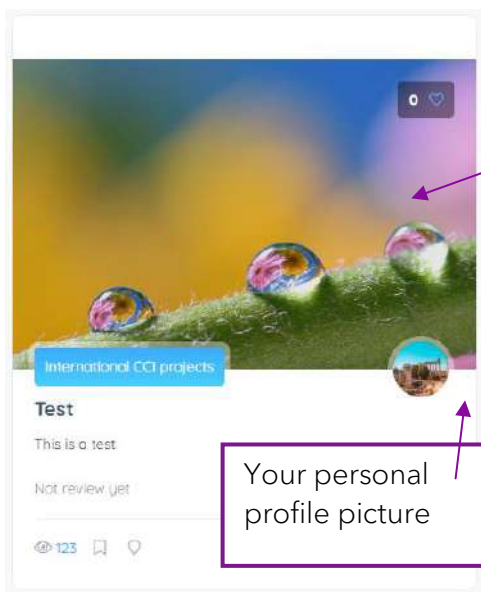 0
International CCI projects
Test
This is a test
Not review yet
Your personal
profile picture
123